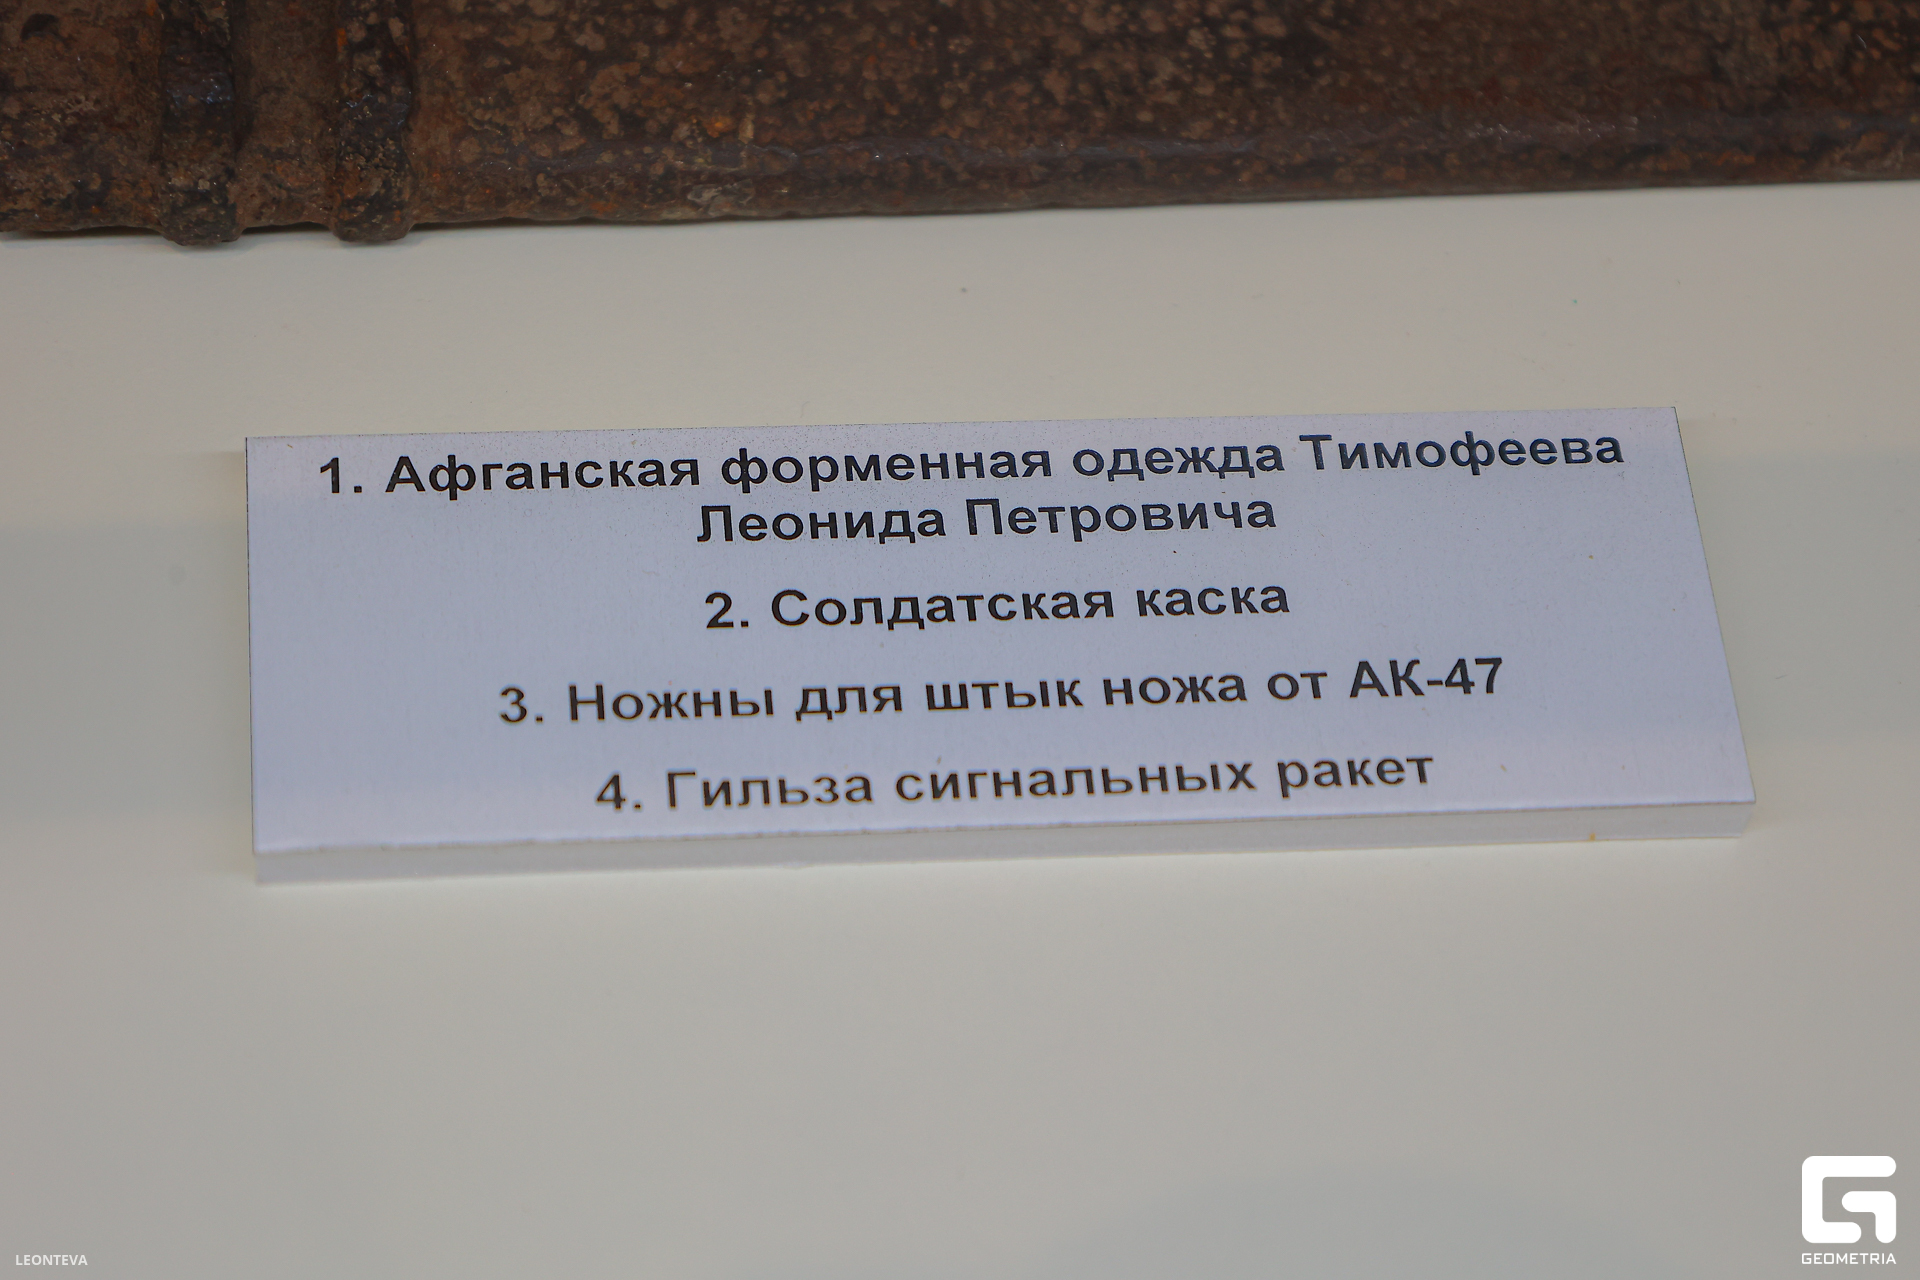 1. Афганская форменная одежда Тимофеева
Леонида Петровича
2. Солдатская каска
3. Ножны для штык ножа от АК-47
4. Гильза сигнальных ракет
LEONTEVA
GEOMETRIA